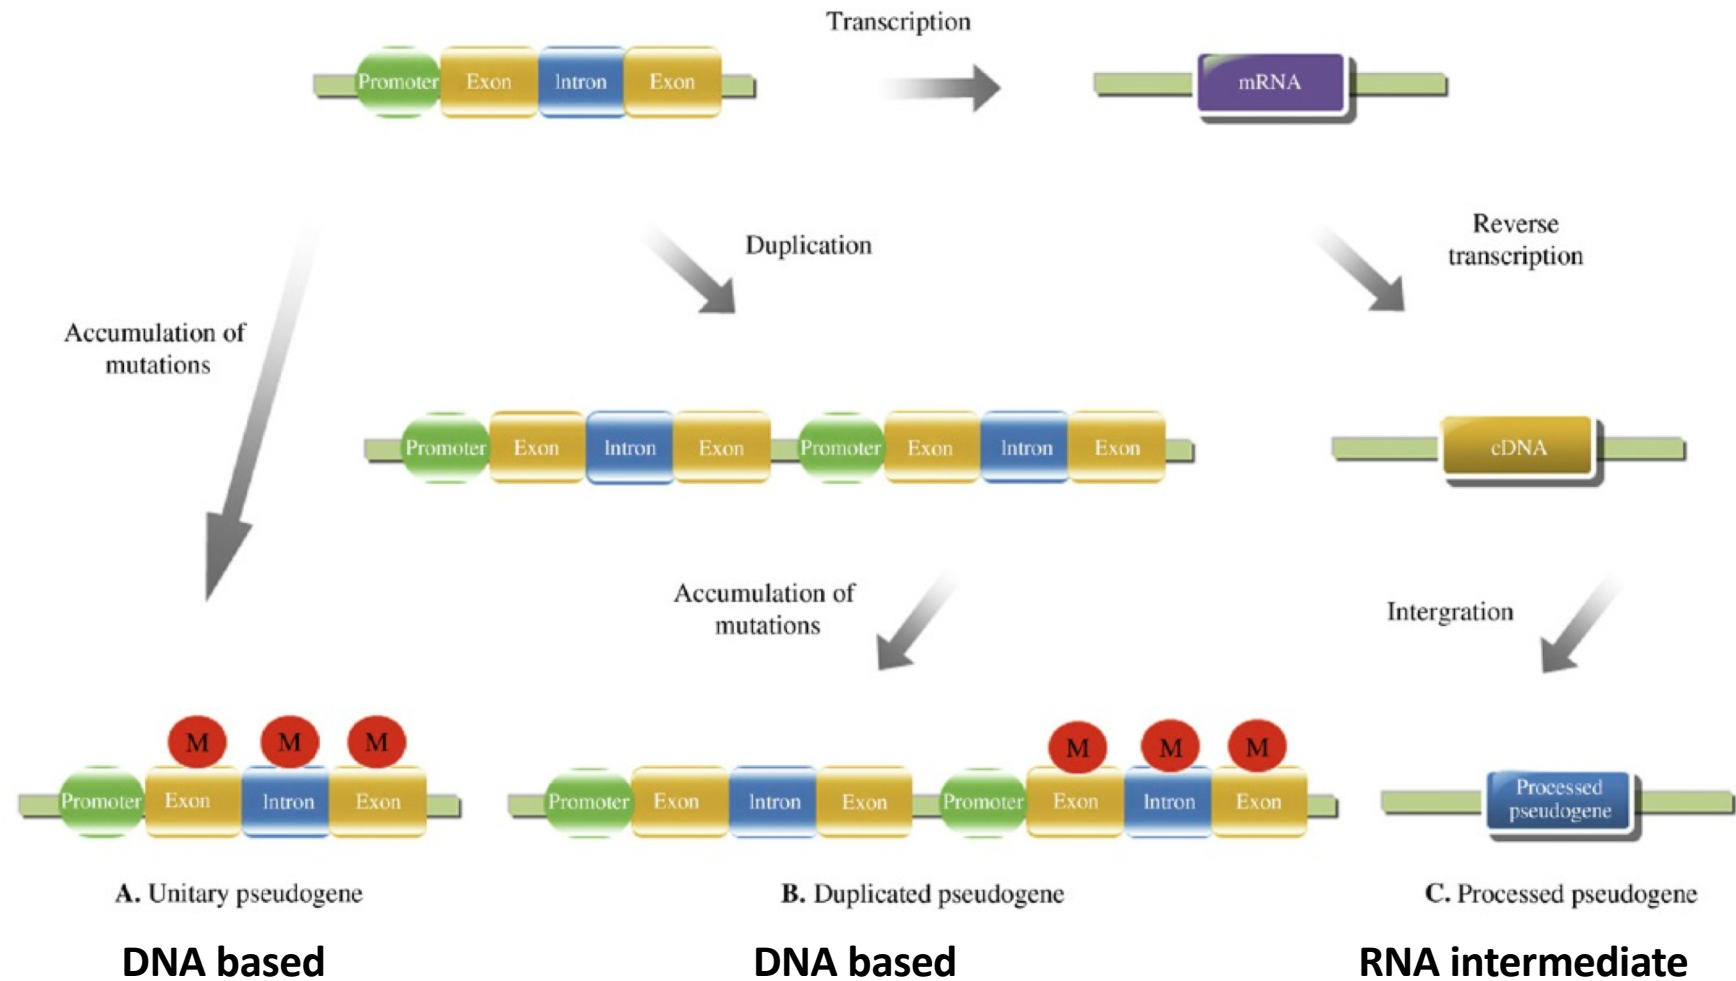 Transcription
Promoter Exon Intron Exon
mRNA
Duplication
Reverse
transcription
Accumulation of
mutations
Promoter Exon Intron Exon Promoter Exon Intron Exon
cDNA
Accumulation of
mutations
Intergration
M M M
Promoter Exon Intron Exon
M M M
Promoter Exon Intron Exon Promoter Exon Intron Exon
Processed
pseudogene
A. Unitary pseudogene
B. Duplicated pseudogene
C. Processed pseudogene
DNA based
DNA based
RNA intermediate